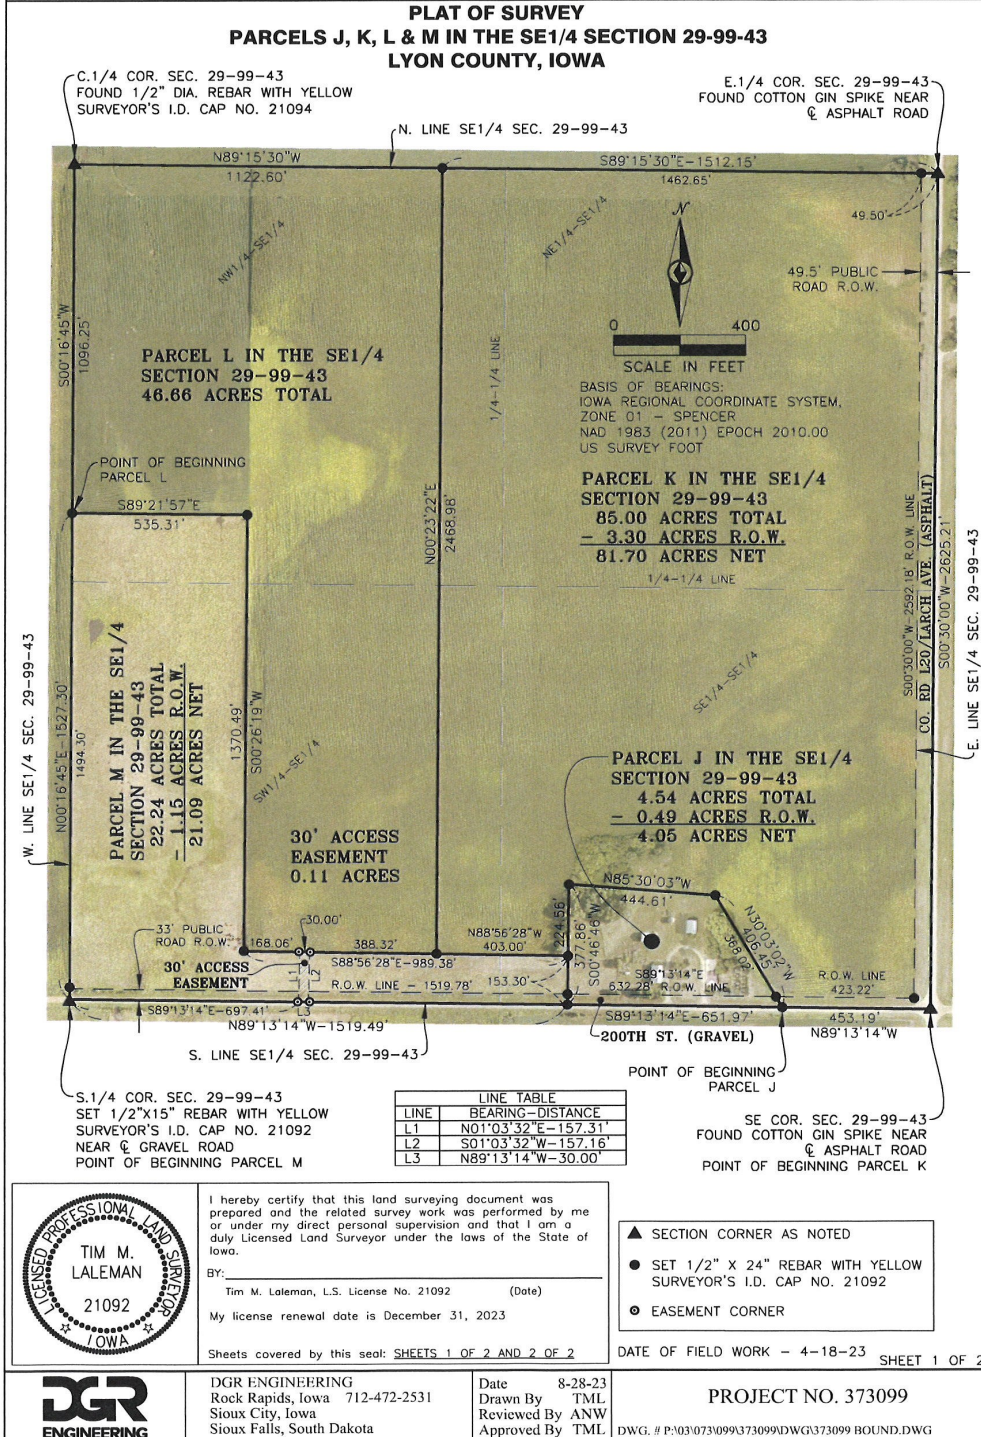 PLAT OF SURVEY
PARCELS J, K, L & M IN THE SE1/4 SECTION 29-99-43
LYON COUNTY, IOWA
C.1/4 COR. SEC. 29-99-43
FOUND 1/2" DIA. REBAR WITH YELLOW
SURVEYOR'S I.D. CAP NO. 21094
E.1/4 COR. SEC. 29-99-43
FOUND COTTON GIN SPIKE NEAR
℄ ASPHALT ROAD
N. LINE SE1/4 SEC. 29-99-43
N89°15'30"W
1122.60'
S89°15'30"E-1512.15'
1462.65'
49.50'
NW1/4-SE1/4
NE1/4-SE1/4
N
49.5' PUBLIC
ROAD R.O.W.
0 400
SCALE IN FEET
BASIS OF BEARINGS:
IOWA REGIONAL COORDINATE SYSTEM,
ZONE 01 - SPENCER
NAD 1983 (2011) EPOCH 2010.00
US SURVEY FOOT
S00°16'45"W
1096.25'
PARCEL L IN THE SE1/4
SECTION 29-99-43
46.66 ACRES TOTAL
1/4-1/4 LINE
POINT OF BEGINNING
PARCEL L
S89°21'57"E
535.31'
N00°23'22"E
2468.98'
PARCEL K IN THE SE1/4
SECTION 29-99-43
85.00 ACRES TOTAL
- 3.30 ACRES R.O.W.
81.70 ACRES NET
1/4-1/4 LINE
S00°30'00"W-2592.18' R.O.W. LINE
CO. RD L20/LARCH AVE. (ASPHALT)
S00°30'00"W-2625.21'
E. LINE SE1/4 SEC. 29-99-43
W. LINE SE1/4 SEC. 29-99-43
N00°16'45"E-1527.30'
1494.30'
PARCEL M IN THE SE1/4
SECTION 29-99-43
22.24 ACRES TOTAL
- 1.15 ACRES R.O.W.
21.09 ACRES NET
1370.49'
S00°26'19"W
SW1/4-SE1/4
SE1/4-SE1/4
PARCEL J IN THE SE1/4
SECTION 29-99-43
4.54 ACRES TOTAL
- 0.49 ACRES R.O.W.
4.05 ACRES NET
30' ACCESS
EASEMENT
0.11 ACRES
N85°30'03"W
444.61'
224.56'
377.86'
S00°46'46"W
N30°03'02"W
406.45'
368.02'
33' PUBLIC
ROAD R.O.W.
168.06'
30.00'
388.32'
S88°56'28"E-989.38'
N88°56'28"W
403.00'
30' ACCESS
EASEMENT
L1
L2
R.O.W. LINE - 1519.78'
153.30'
S89°13'14"E
632.28' R.O.W. LINE
R.O.W. LINE
423.22'
S89°13'14"E-697.41'
L3
N89°13'14"W-1519.49'
S89°13'14"E-651.97'
453.19'
N89°13'14"W
200TH ST. (GRAVEL)
S. LINE SE1/4 SEC. 29-99-43
POINT OF BEGINNING
PARCEL J
S.1/4 COR. SEC. 29-99-43
SET 1/2"X15" REBAR WITH YELLOW
SURVEYOR'S I.D. CAP NO. 21092
NEAR ℄ GRAVEL ROAD
POINT OF BEGINNING PARCEL M
LINE TABLE
LINE BEARING-DISTANCE
L1 N01°03'32"E-157.31'
L2 S01°03'32"W-157.16'
L3 N89°13'14"W-30.00'
SE COR. SEC. 29-99-43
FOUND COTTON GIN SPIKE NEAR
℄ ASPHALT ROAD
POINT OF BEGINNING PARCEL K
LICENSED PROFESSIONAL LAND SURVEYOR
TIM M.
LALEMAN
21092
IOWA
I hereby certify that this land surveying document was
prepared and the related survey work was performed by me
or under my direct personal supervision and that I am a
duly Licensed Land Surveyor under the laws of the State of
Iowa.
BY:
Tim M. Laleman, L.S. License No. 21092 (Date)
My license renewal date is December 31, 2023
Sheets covered by this seal: SHEETS 1 OF 2 AND 2 OF 2
SECTION CORNER AS NOTED
SET 1/2" X 24" REBAR WITH YELLOW
SURVEYOR'S I.D. CAP NO. 21092
EASEMENT CORNER
DATE OF FIELD WORK - 4-18-23
SHEET 1 OF 2
DGR
ENGINEERING
DGR ENGINEERING
Rock Rapids, Iowa 712-472-2531
Sioux City, Iowa
Sioux Falls, South Dakota
Date 8-28-23
Drawn By TML
Reviewed By ANW
Approved By TML
PROJECT NO. 373099
DWG. # P:\03\073\099\373099\DWG\373099 BOUND.DWG